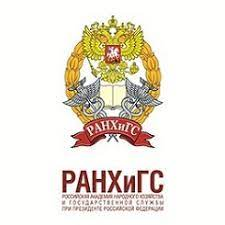 РАНХиГС
РАНХиГС
РОССИЙСКАЯ АКАДЕМИЯ НАРОДНОГО ХОЗЯЙСТВА
И ГОСУДАРСТВЕННОЙ СЛУЖБЫ
ПРИ ПРЕЗИДЕНТЕ РОССИЙСКОЙ ФЕДЕРАЦИИ